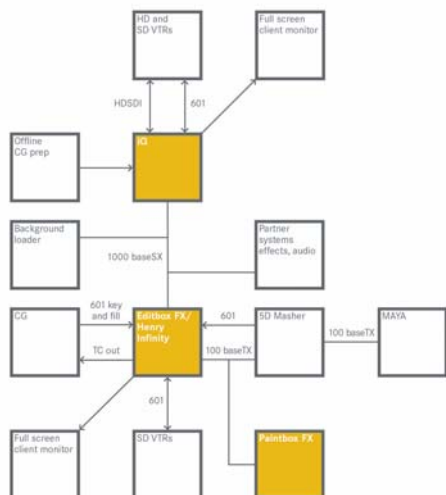 HD and
SD VTRs
Full screen
client monitor
HDSDI
601
Offline
CG prep
IQ
Background
loader
1000 baseSX
Partner
systems
effects, audio
CG
601 key
and fill
TC out
Editbox FX/
Henry
Infinity
601
100 baseTX
5D Masher
100 baseTX
MAYA
601
Full screen
client monitor
SD VTRs
Paintbox FX